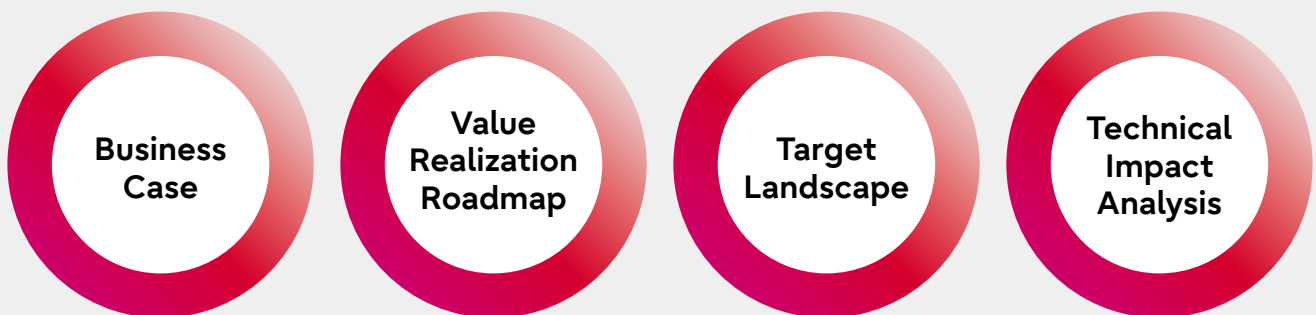 Business
Case
Value
Realization
Roadmap
Target
Landscape
Technical
Impact
Analysis